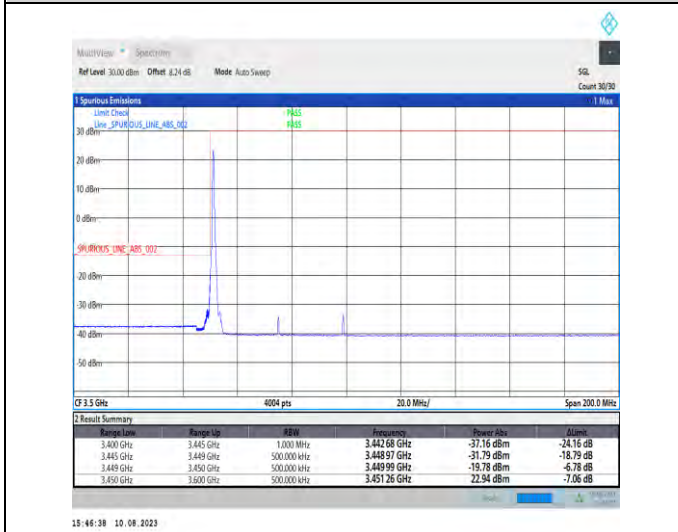 MultiView Spectrum
Ref Level 30.00 dBm Offset 8.24 dB Mode Auto Sweep SGL
Count 30/30
1 Spurious Emissions 1 Max
Limit Check PASS
Line _SPURIOUS_LINE_ABS_002 PASS
30 dBm
20 dBm
10 dBm
0 dBm
_SPURIOUS_LINE_ABS_002
-20 dBm
-30 dBm
-40 dBm
-50 dBm
CF 3.5 GHz 4004 pts 20.0 MHz/ Span 200.0 MHz
2 Result Summary
Range Low Range Up RBW Frequency Power Abs ΔLimit
3.400 GHz 3.445 GHz 1.000 MHz 3.442 68 GHz -37.16 dBm -24.16 dB
3.445 GHz 3.449 GHz 500.000 kHz 3.448 97 GHz -31.79 dBm -18.79 dB
3.449 GHz 3.450 GHz 500.000 kHz 3.449 99 GHz -19.78 dBm -6.78 dB
3.450 GHz 3.600 GHz 500.000 kHz 3.451 26 GHz 22.94 dBm -7.06 dB
15:46:38 10.08.2023